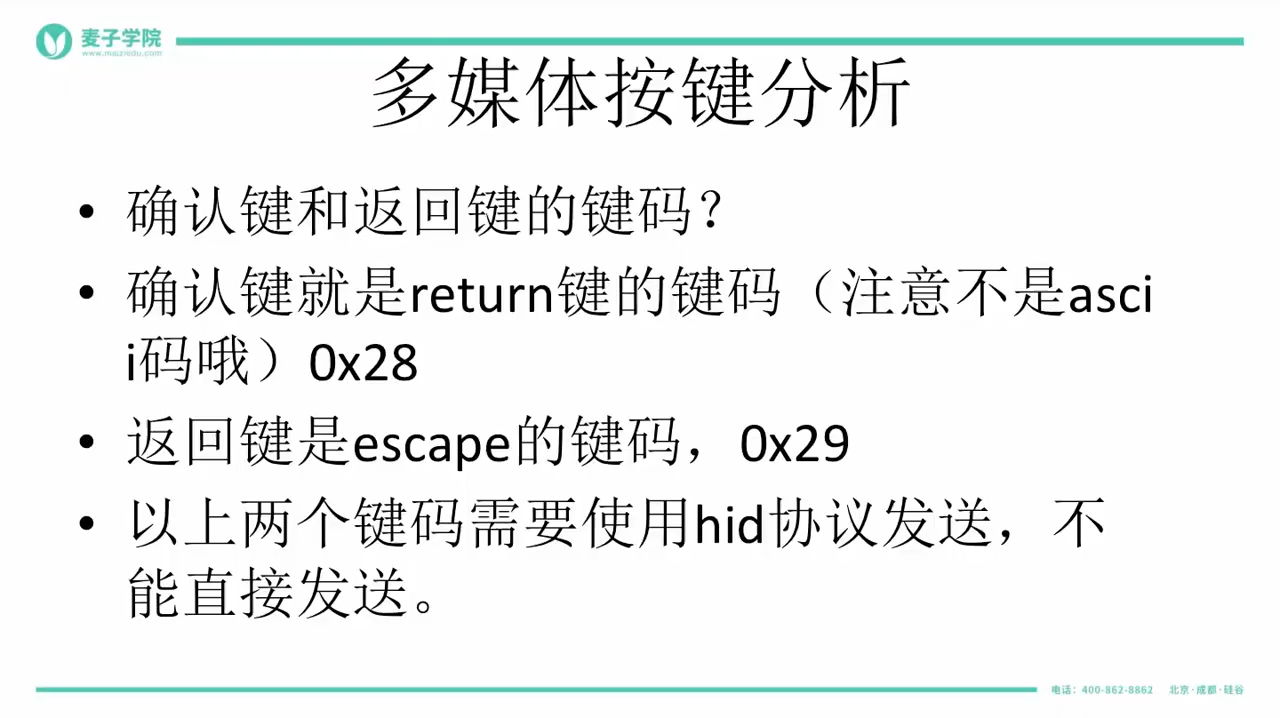 麦子学院
www.maiziedu.com
多媒体按键分析
• 确认键和返回键的键码？
• 确认键就是return键的键码（注意不是asci
i码哦）0x28
• 返回键是escape的键码，0x29
• 以上两个键码需要使用hid协议发送，不
能直接发送。
电话：400-862-8862 北京·成都·硅谷